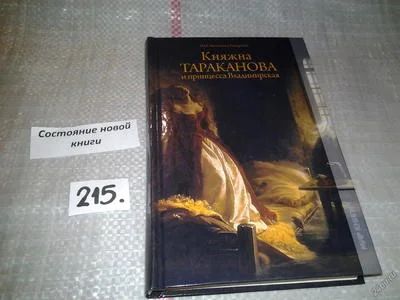 Княжна
ТАРАКАНОВА
и принцесса Владимирская
Состояние новой
книги
215.